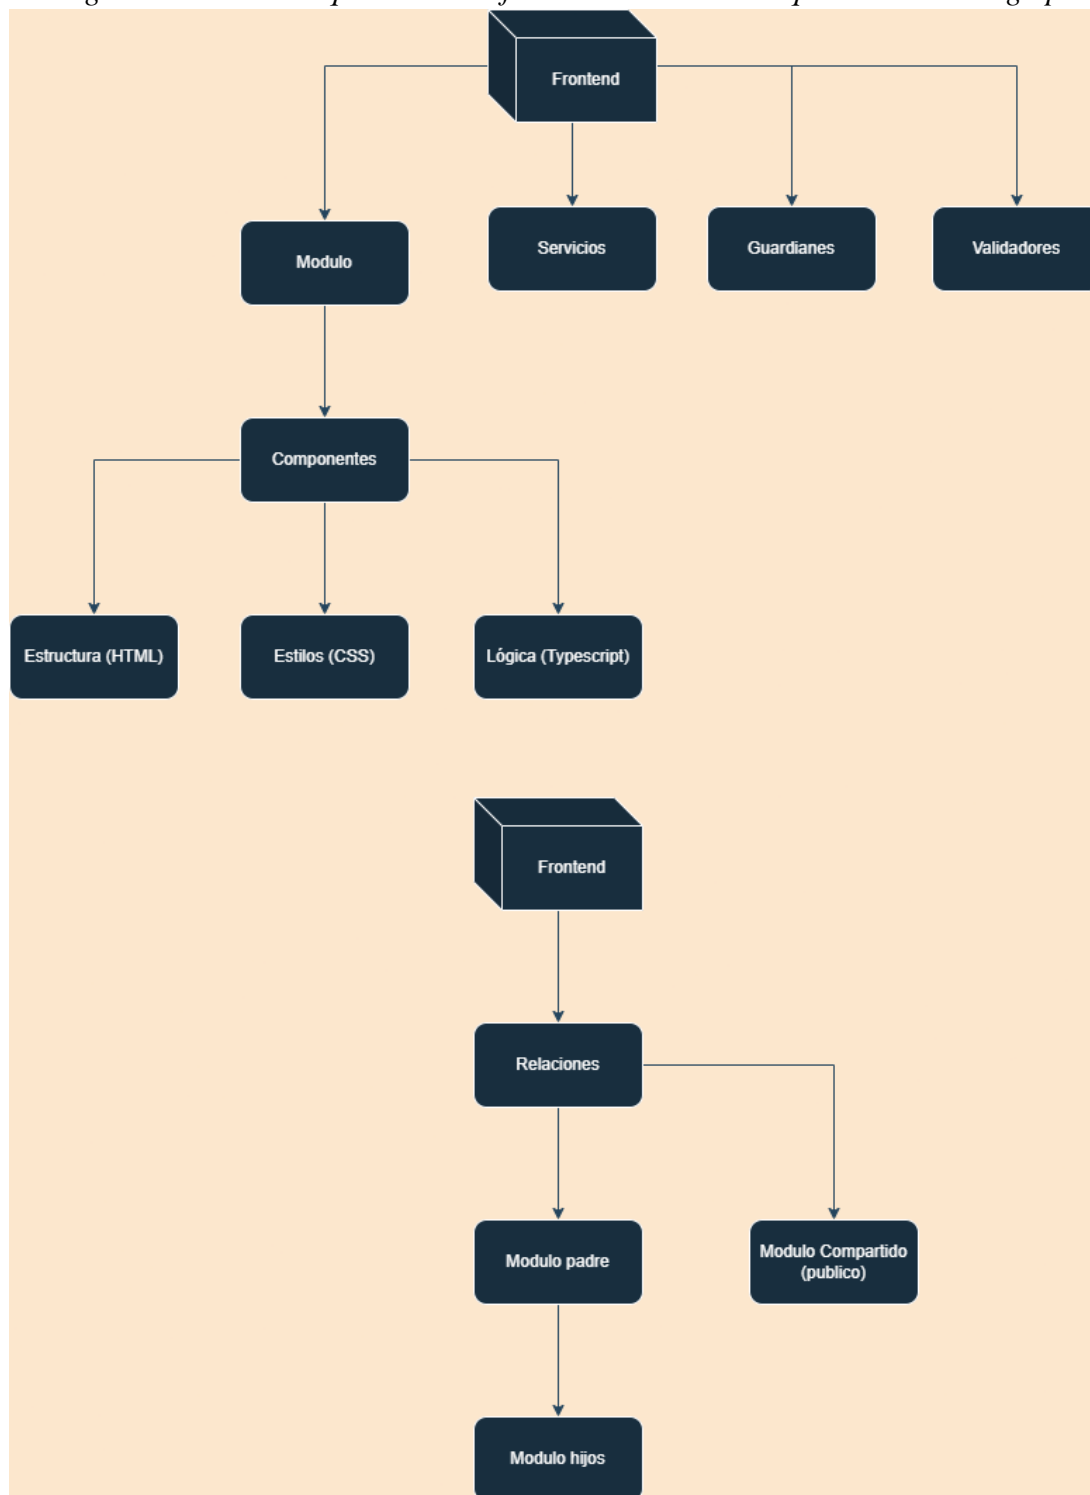 Frontend
Servicios
Guardianes
Validadores
Modulo
Componentes
Estructura (HTML)
Estilos (CSS)
Lógica (Typescript)
Frontend
Relaciones
Modulo padre
Modulo Compartido
(publico)
Modulo hijos